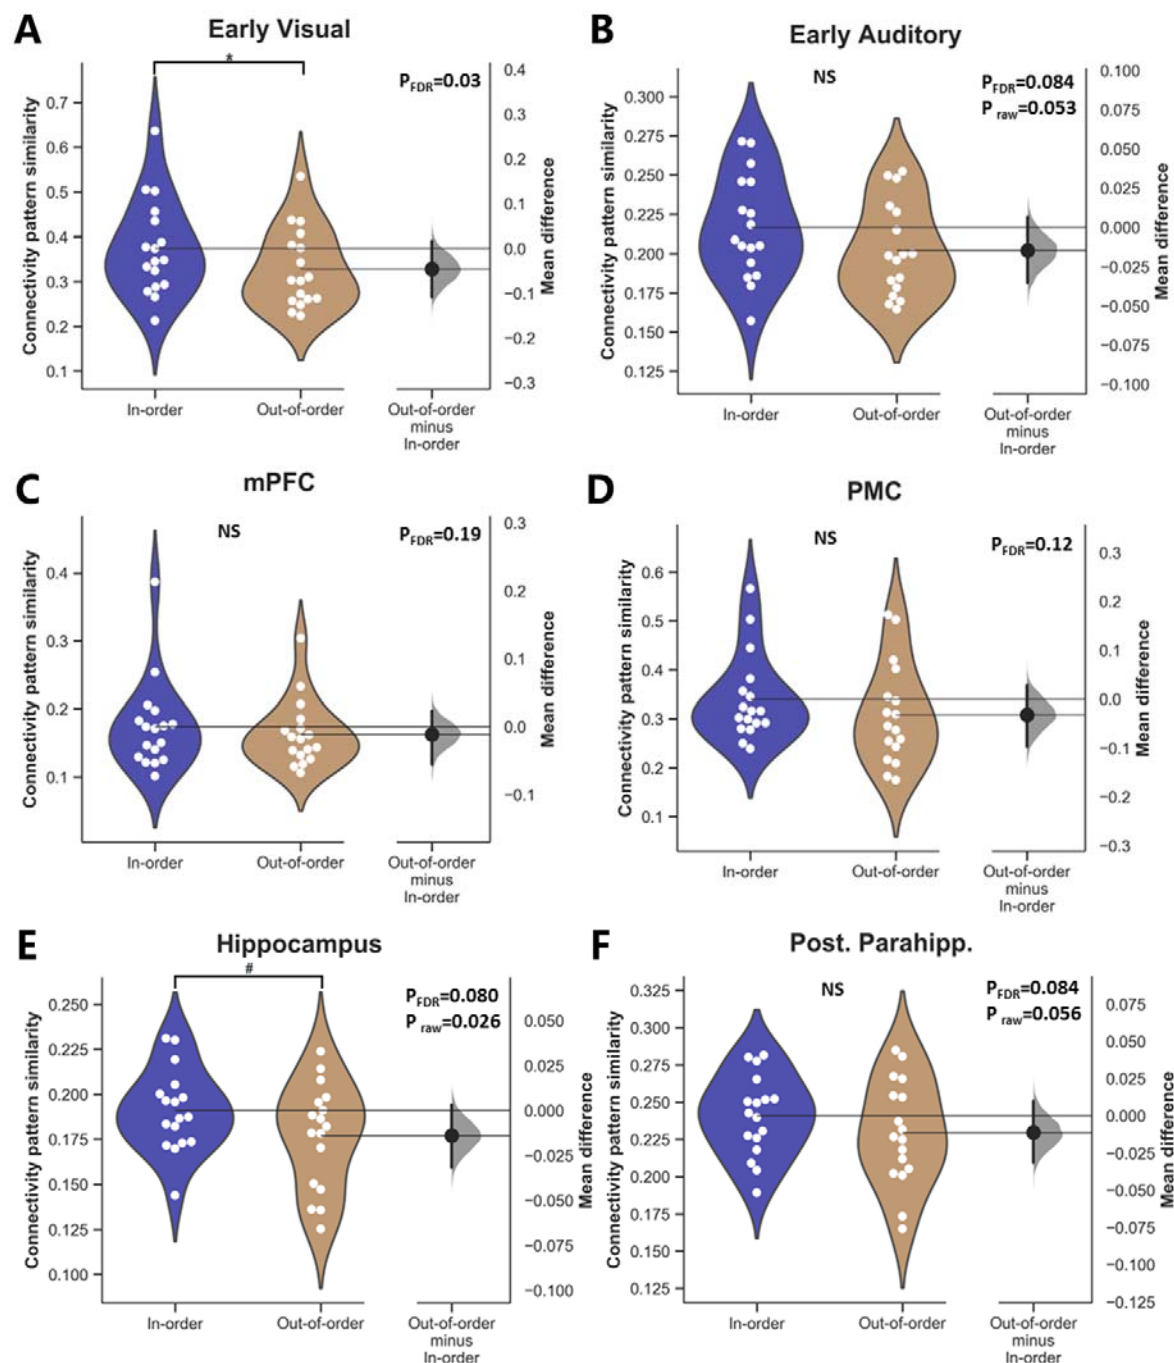 A
Early Visual
*
P_FDR=0.03
Connectivity pattern similarity
0.7
0.6
0.5
0.4
0.3
0.2
0.1
0.4
0.3
0.2
0.1
0.0
−0.1
−0.2
−0.3
Mean difference
In-order
Out-of-order
Out-of-order
minus
In-order
B
Early Auditory
NS
P_FDR=0.084
P raw=0.053
Connectivity pattern similarity
0.300
0.275
0.250
0.225
0.200
0.175
0.150
0.125
0.100
0.075
0.050
0.025
0.000
−0.025
−0.050
−0.075
−0.100
Mean difference
In-order
Out-of-order
Out-of-order
minus
In-order
C
mPFC
NS
P_FDR=0.19
Connectivity pattern similarity
0.4
0.3
0.2
0.1
0.3
0.2
0.1
0.0
−0.1
Mean difference
In-order
Out-of-order
Out-of-order
minus
In-order
D
PMC
NS
P_FDR=0.12
Connectivity pattern similarity
0.6
0.5
0.4
0.3
0.2
0.1
0.3
0.2
0.1
0.0
−0.1
−0.2
−0.3
Mean difference
In-order
Out-of-order
Out-of-order
minus
In-order
E
Hippocampus
#
P_FDR=0.080
P raw=0.026
Connectivity pattern similarity
0.250
0.225
0.200
0.175
0.150
0.125
0.100
0.050
0.025
0.000
−0.025
−0.050
−0.075
−0.100
Mean difference
In-order
Out-of-order
Out-of-order
minus
In-order
F
Post. Parahipp.
NS
P_FDR=0.084
P raw=0.056
Connectivity pattern similarity
0.325
0.300
0.275
0.250
0.225
0.200
0.175
0.150
0.125
0.075
0.050
0.025
0.000
−0.025
−0.050
−0.075
−0.100
−0.125
Mean difference
In-order
Out-of-order
Out-of-order
minus
In-order